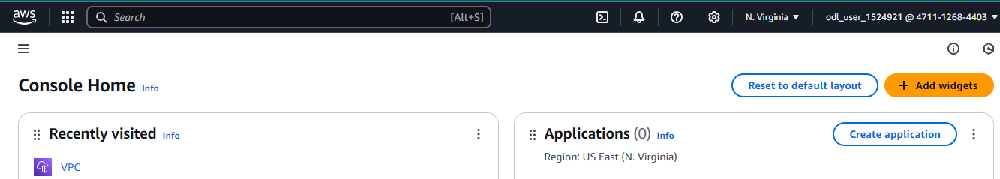 aws Search [Alt+S] N. Virginia odl_user_1524921 @ 4711-1268-4403
Console Home Info Reset to default layout + Add widgets
Recently visited Info
VPC
Applications (0) Info Create application
Region: US East (N. Virginia)